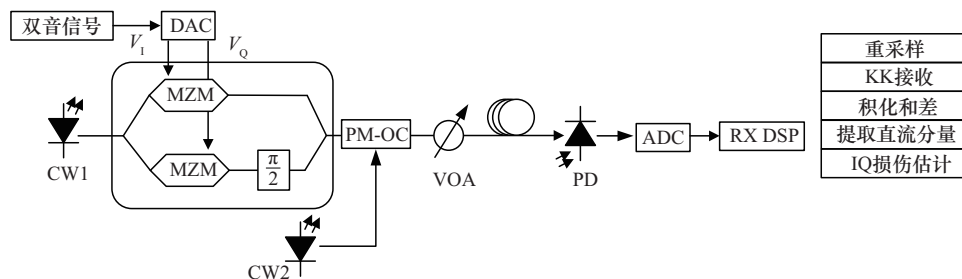 双音信号
DAC
V_I
V_Q
MZM
MZM
π/2
CW1
PM-OC
CW2
VOA
PD
ADC
RX DSP
重采样
KK接收
积化和差
提取直流分量
IQ损伤估计